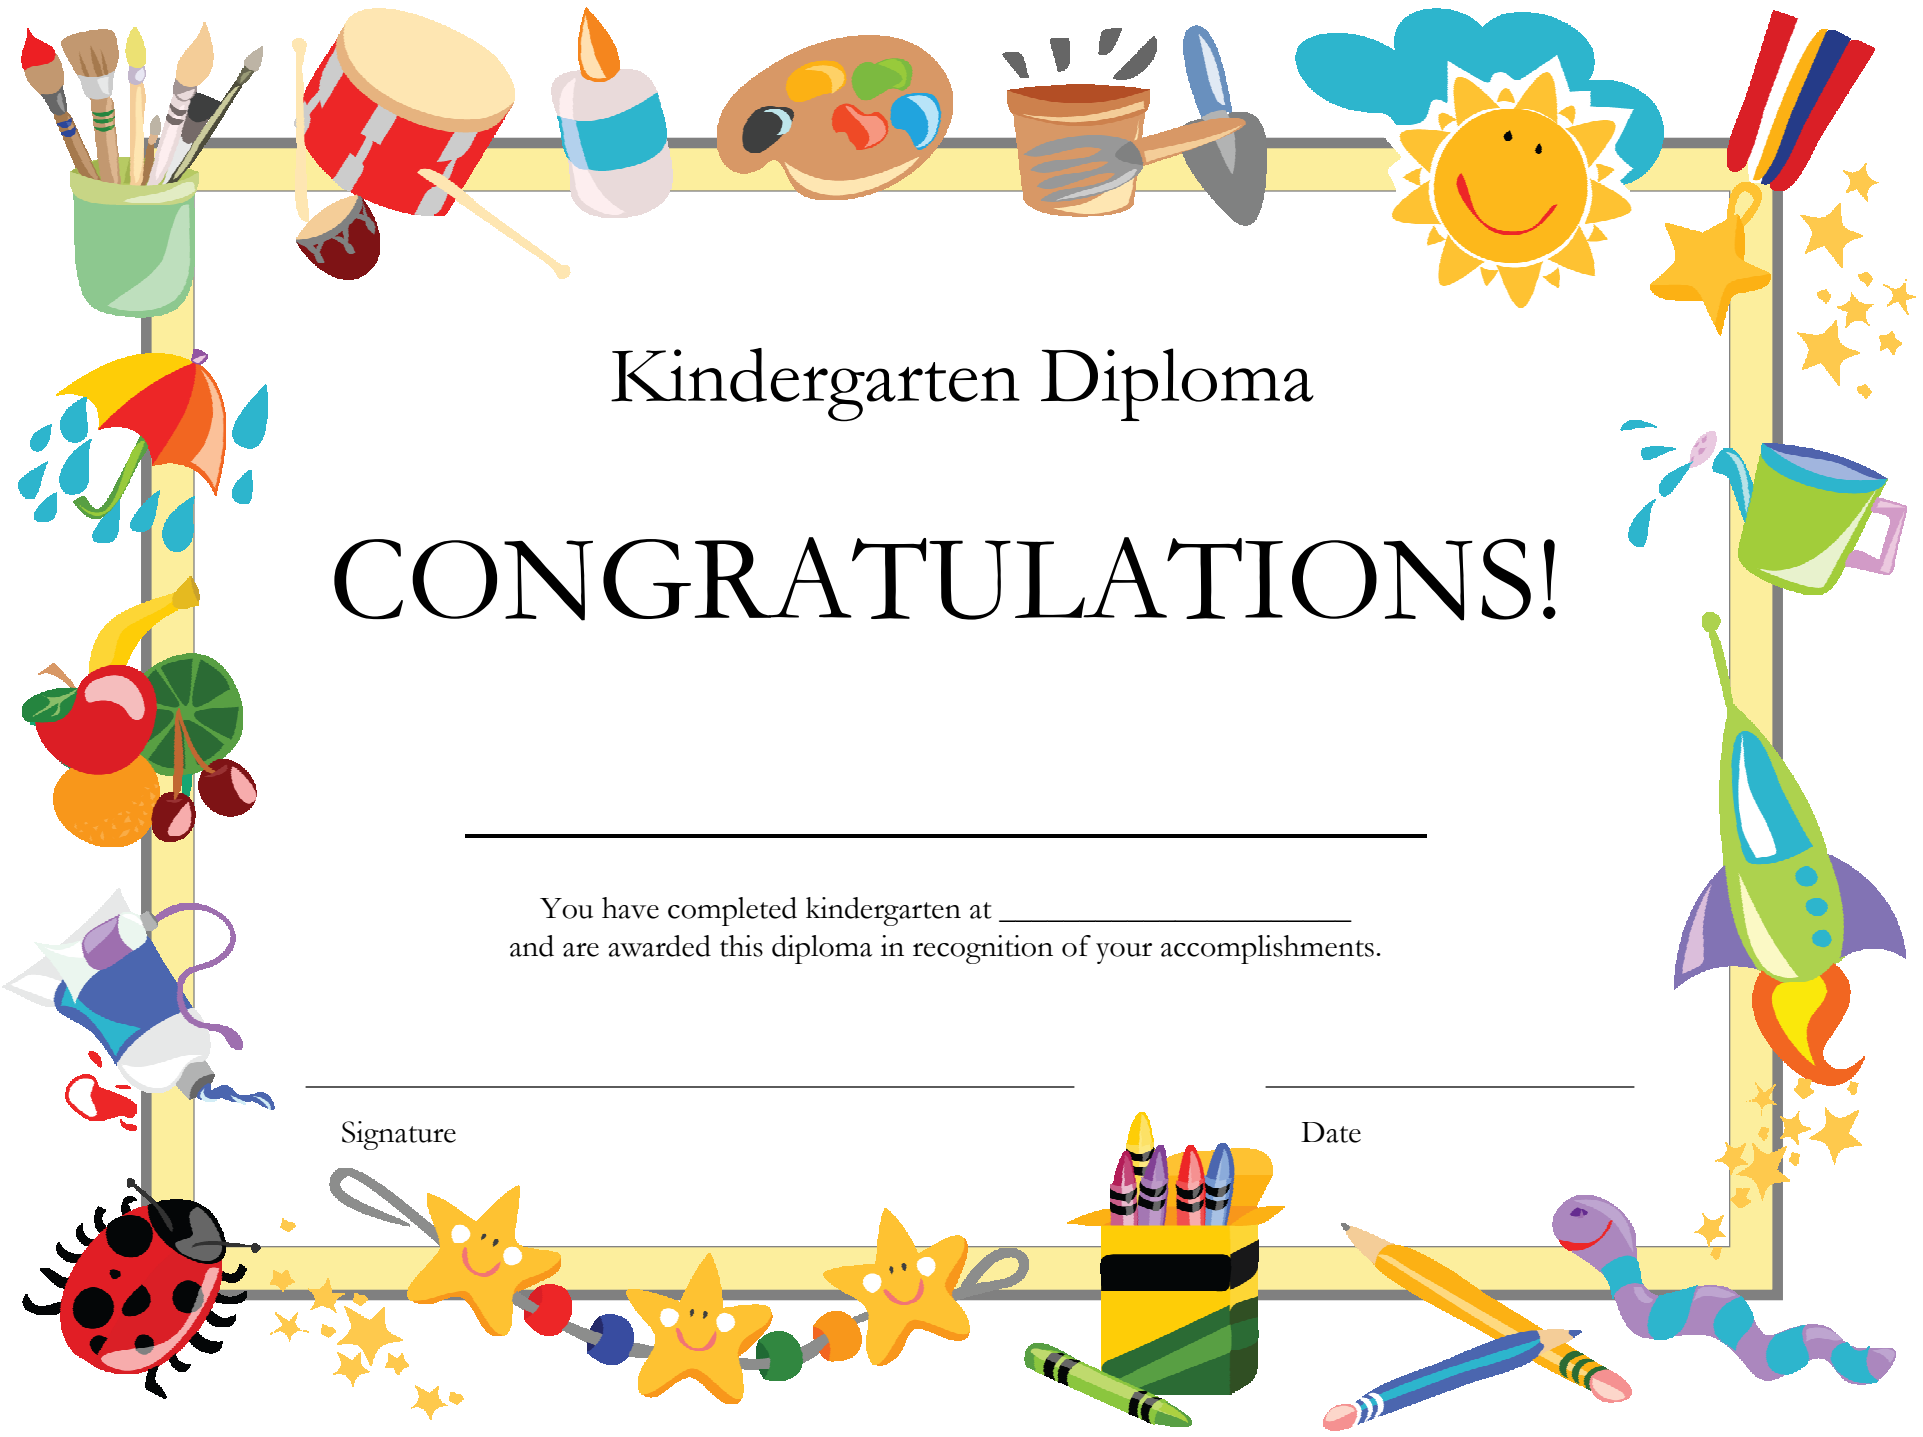 Kindergarten Diploma
CONGRATULATIONS!
You have completed kindergarten at ______________________
and are awarded this diploma in recognition of your accomplishments.
Signature
Date